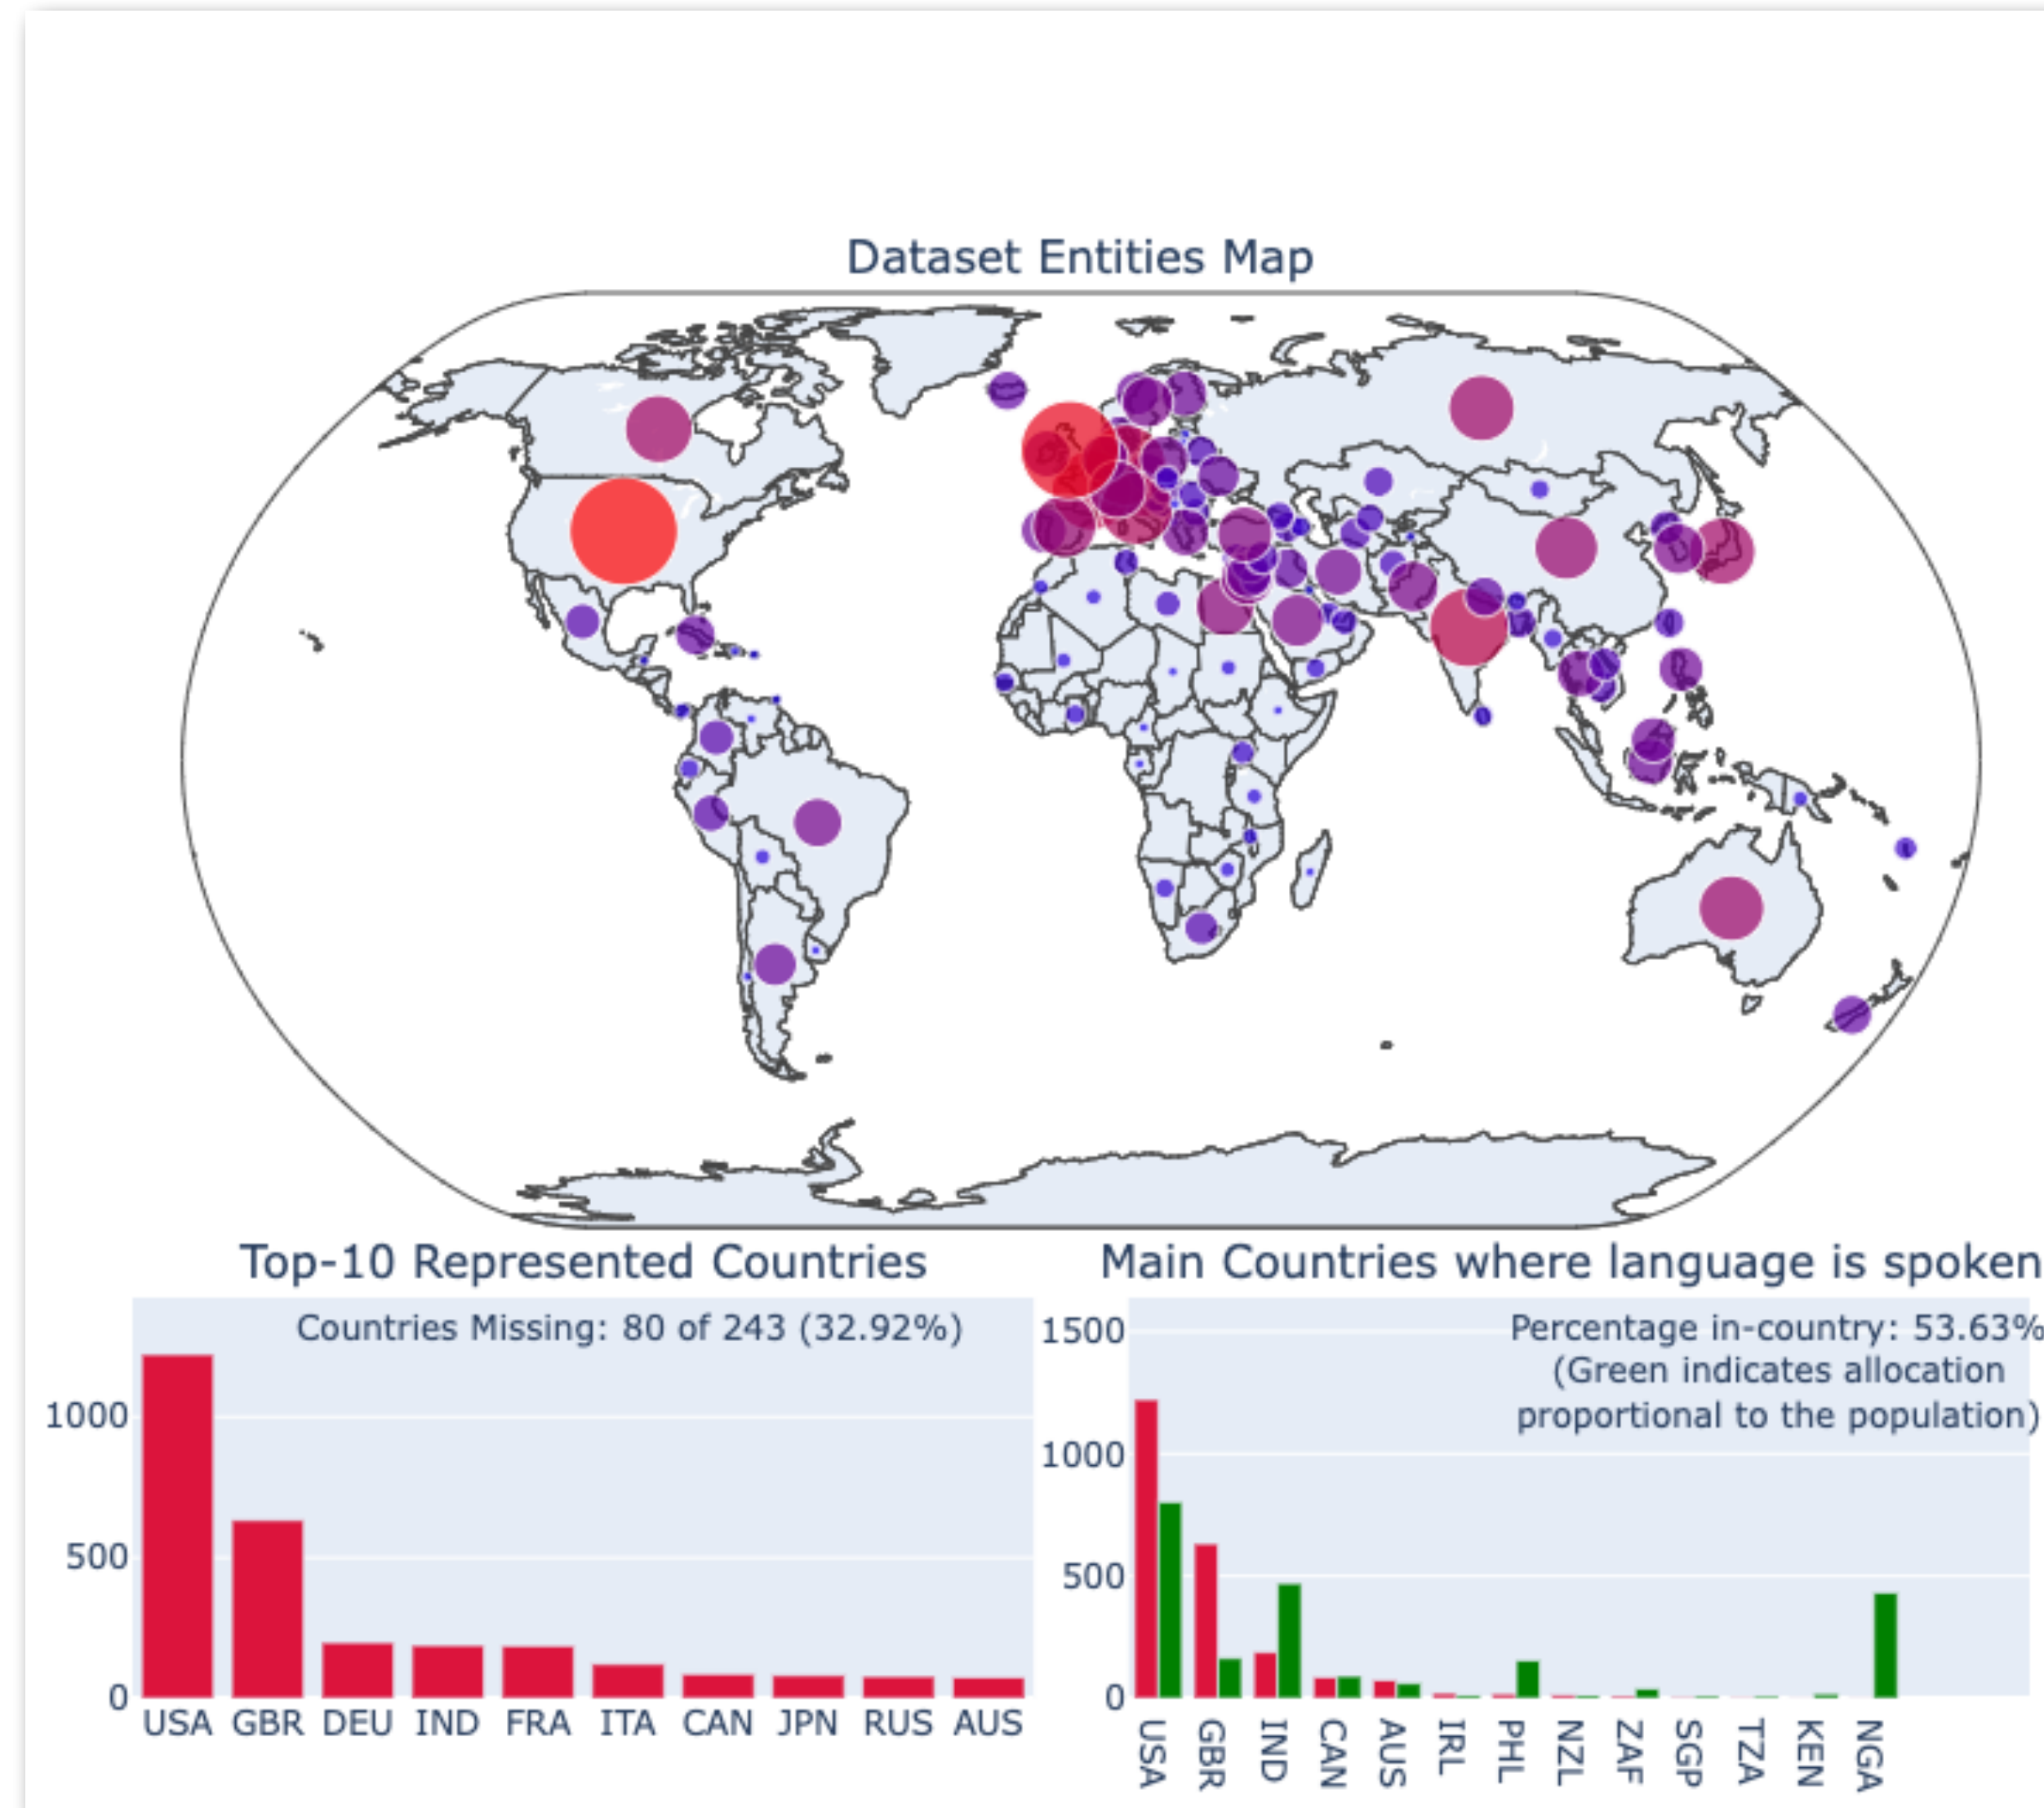 Dataset Entities Map
Top-10 Represented Countries
Countries Missing: 80 of 243 (32.92%)
1000
500
0
USA GBR DEU IND FRA ITA CAN JPN RUS AUS
Main Countries where language is spoken
Percentage in-country: 53.63%
(Green indicates allocation
proportional to the population)
1500
1000
500
0
USA GBR IND CAN AUS IRL PHL NZL ZAF SGP TZA KEN NGA